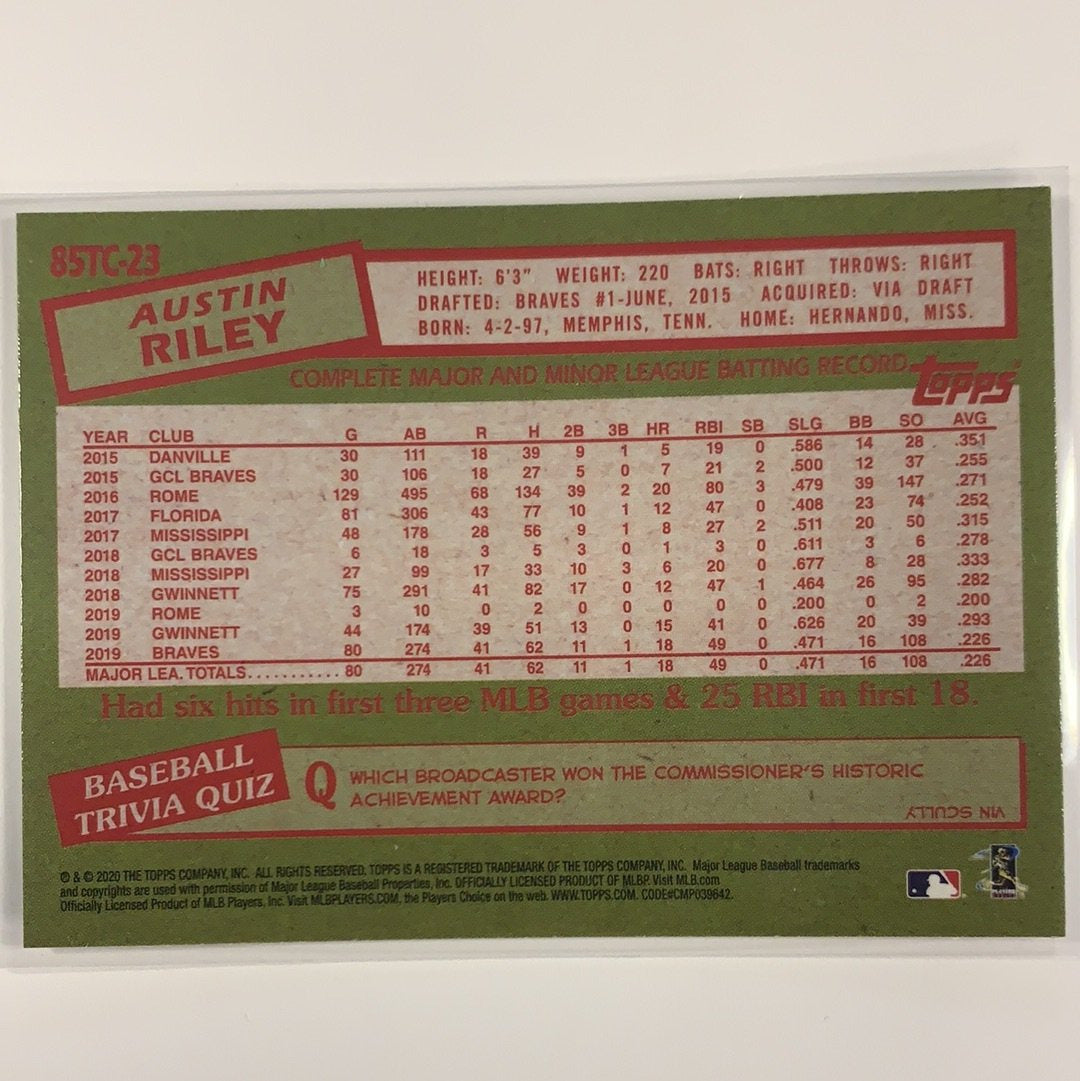 85TC-23
AUSTIN
RILEY
HEIGHT: 6'3" WEIGHT: 220 BATS: RIGHT THROWS: RIGHT
DRAFTED: BRAVES #1-JUNE, 2015 ACQUIRED: VIA DRAFT
BORN: 4-2-97, MEMPHIS, TENN. HOME: HERNANDO, MISS.
COMPLETE MAJOR AND MINOR LEAGUE BATTING RECORD
Topps
YEAR CLUB G AB R H 2B 3B HR RBI SB SLG BB SO AVG
2015 DANVILLE 30 111 18 39 9 1 5 19 0 .586 14 28 .351
2015 GCL BRAVES 30 106 18 27 5 0 7 21 2 .500 12 37 .255
2016 ROME 129 495 68 134 39 2 20 80 3 .479 39 147 .271
2017 FLORIDA 81 306 43 77 10 1 12 47 0 .408 23 74 .252
2017 MISSISSIPPI 48 178 28 56 9 1 8 27 2 .511 20 50 .315
2018 GCL BRAVES 6 18 3 5 3 0 1 3 0 .611 3 6 .278
2018 MISSISSIPPI 27 99 17 33 10 3 6 20 0 .677 8 28 .333
2018 GWINNETT 75 291 41 82 17 0 12 47 1 .464 26 95 .282
2019 ROME 3 10 0 2 0 0 0 0 0 .200 0 2 .200
2019 GWINNETT 44 174 39 51 13 0 15 41 0 .626 20 39 .293
2019 BRAVES 80 274 41 62 11 1 18 49 0 .471 16 108 .226
MAJOR LEA. TOTALS........... 80 274 41 62 11 1 18 49 0 .471 16 108 .226
Had six hits in first three MLB games & 25 RBI in first 18.
BASEBALL
TRIVIA QUIZ
Q WHICH BROADCASTER WON THE COMMISSIONER'S HISTORIC
ACHIEVEMENT AWARD?
VIN SCULLY
® & © 2020 THE TOPPS COMPANY, INC. ALL RIGHTS RESERVED. TOPPS IS A REGISTERED TRADEMARK OF THE TOPPS COMPANY, INC. Major League Baseball trademarks
and copyrights are used with permission of Major League Baseball Properties, Inc. OFFICIALLY LICENSED PRODUCT OF MLBP. Visit MLB.com
Officially Licensed Product of MLB Players, Inc. Visit MLBPLAYERS.COM, the Players Choice on the web. WWW.TOPPS.COM. CODE#CMP039642.